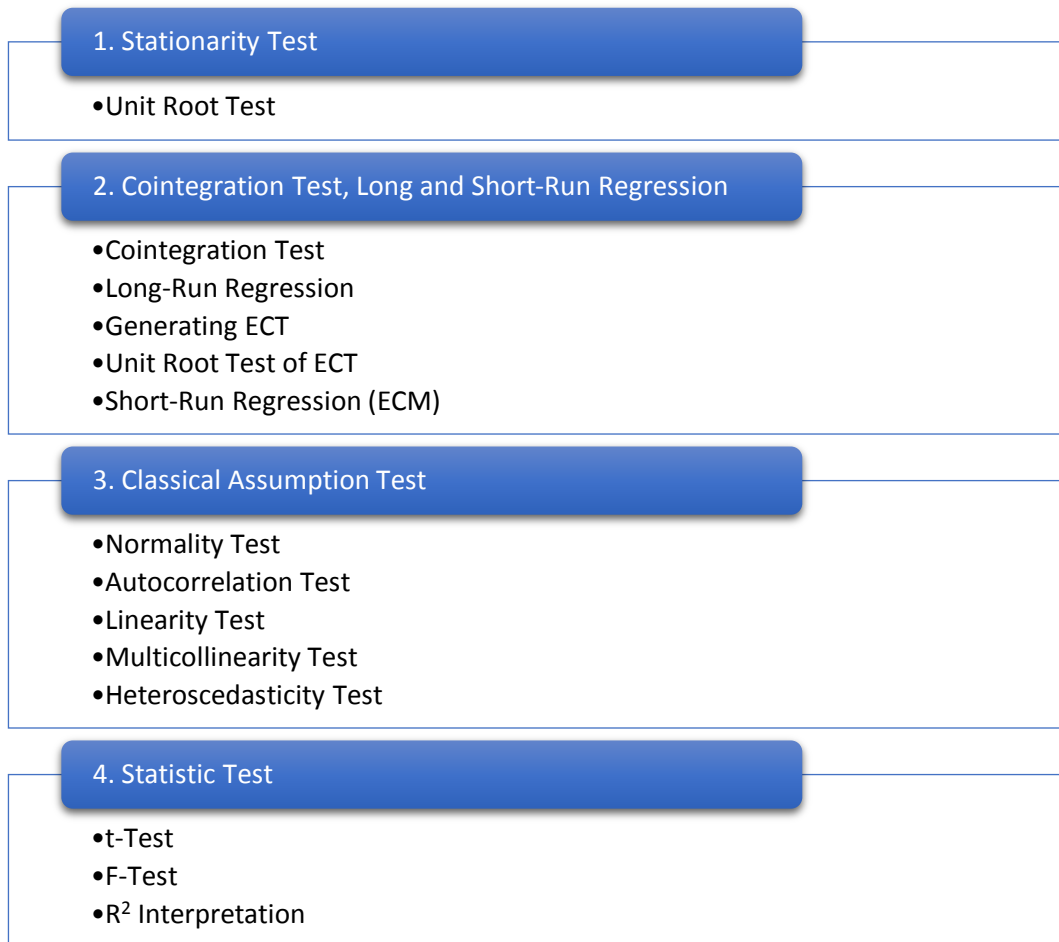 1. Stationarity Test
•Unit Root Test
2. Cointegration Test, Long and Short-Run Regression
•Cointegration Test
•Long-Run Regression
•Generating ECT
•Unit Root Test of ECT
•Short-Run Regression (ECM)
3. Classical Assumption Test
•Normality Test
•Autocorrelation Test
•Linearity Test
•Multicollinearity Test
•Heteroscedasticity Test
4. Statistic Test
•t-Test
•F-Test
•R² Interpretation